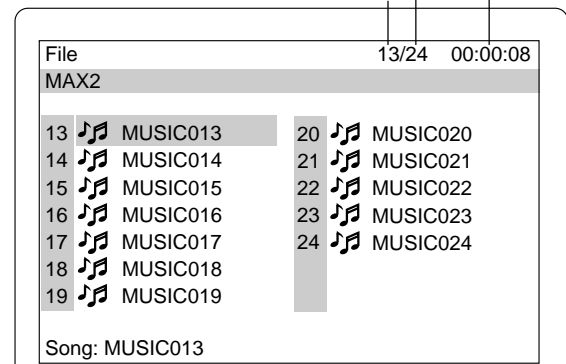 File 13/24 00:00:08
MAX2
13 MUSIC013
14 MUSIC014
15 MUSIC015
16 MUSIC016
17 MUSIC017
18 MUSIC018
19 MUSIC019
20 MUSIC020
21 MUSIC021
22 MUSIC022
23 MUSIC023
24 MUSIC024
Song: MUSIC013